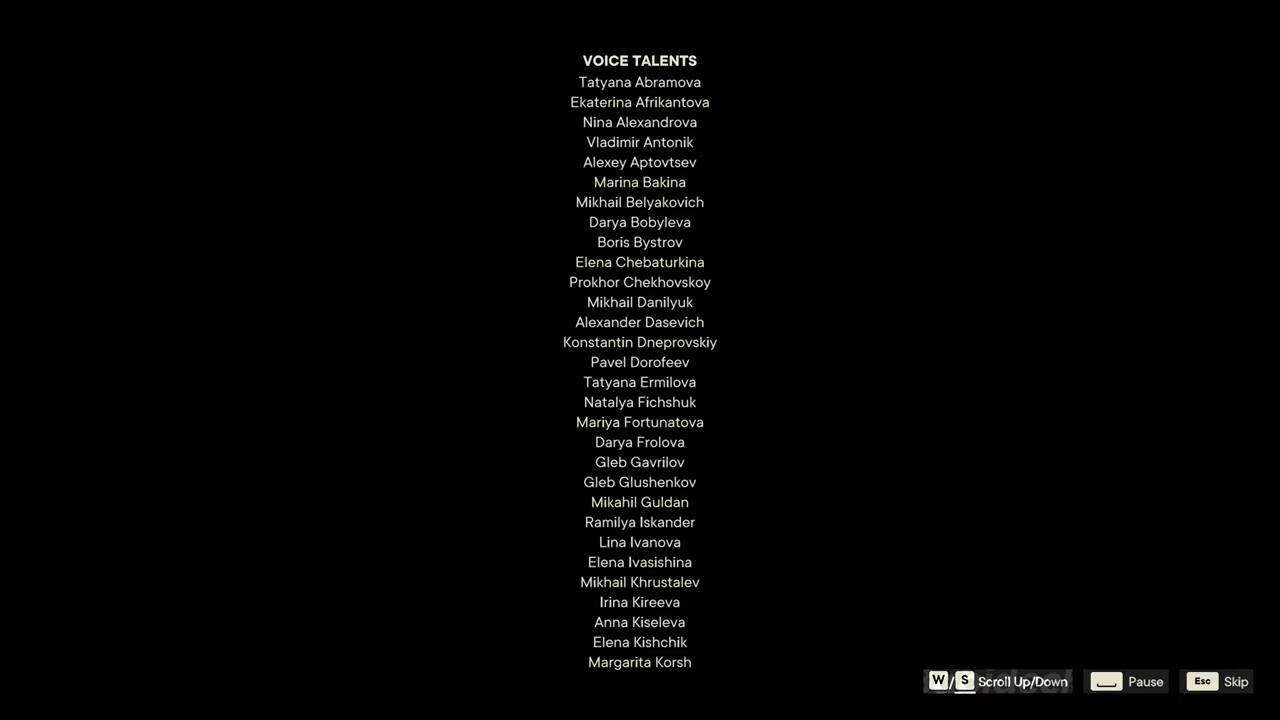 VOICE TALENTS
Tatyana Abramova
Ekaterina Afrikantova
Nina Alexandrova
Vladimir Antonik
Alexey Aptovtsev
Marina Bakina
Mikhail Belyakovich
Darya Bobyleva
Boris Bystrov
Elena Chebaturkina
Prokhor Chekhovskoy
Mikhail Danilyuk
Alexander Dasevich
Konstantin Dneprovskiy
Pavel Dorofeev
Tatyana Ermilova
Natalya Fichshuk
Mariya Fortunatova
Darya Frolova
Gleb Gavrilov
Gleb Glushenkov
Mikahil Guldan
Ramilya Iskander
Lina Ivanova
Elena Ivasishina
Mikhail Khrustalev
Irina Kireeva
Anna Kiseleva
Elena Kishchik
Margarita Korsh
W/S Scroll Up/Down Pause Esc Skip